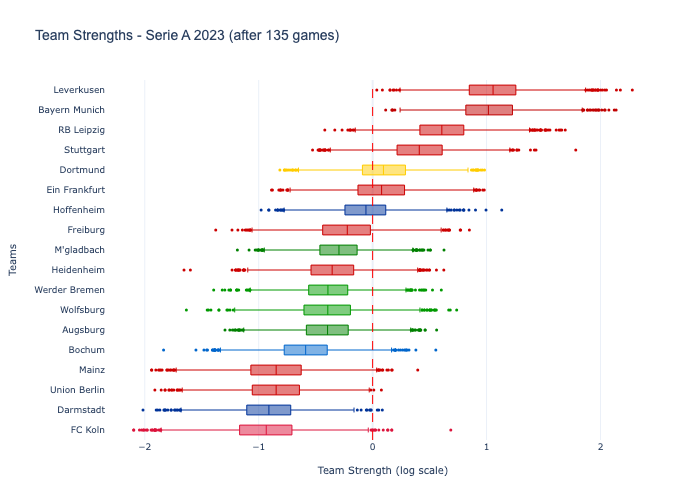 Team Strengths - Serie A 2023 (after 135 games)
Leverkusen
Bayern Munich
RB Leipzig
Stuttgart
Dortmund
Ein Frankfurt
Hoffenheim
Freiburg
M'gladbach
Heidenheim
Werder Bremen
Wolfsburg
Augsburg
Bochum
Mainz
Union Berlin
Darmstadt
FC Koln
Teams
−2 −1 0 1 2
Team Strength (log scale)